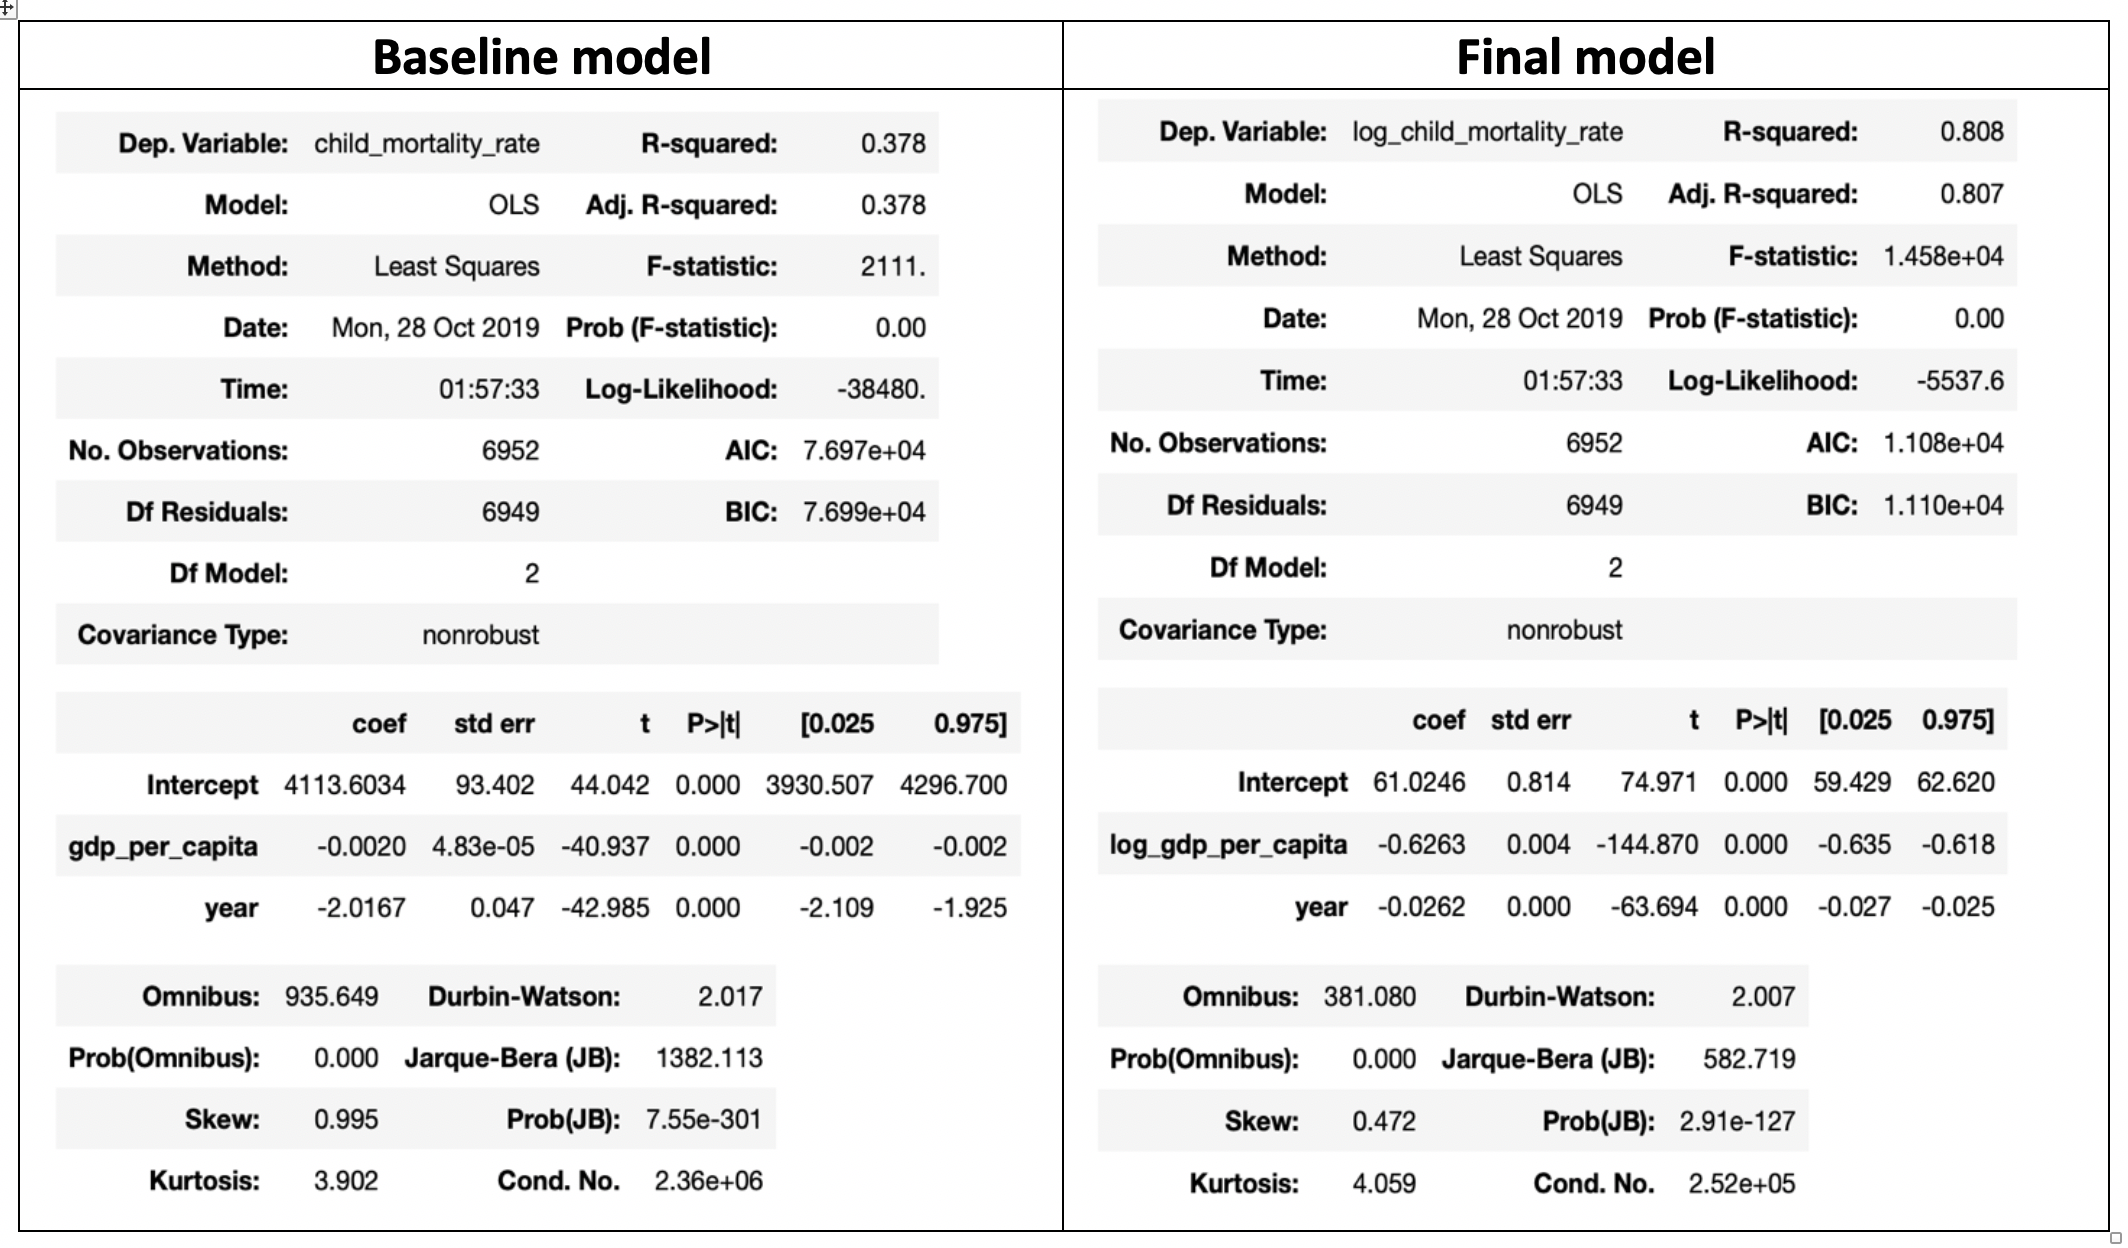 Baseline model
Dep. Variable: child_mortality_rate R-squared: 0.378
Model: OLS Adj. R-squared: 0.378
Method: Least Squares F-statistic: 2111.
Date: Mon, 28 Oct 2019 Prob (F-statistic): 0.00
Time: 01:57:33 Log-Likelihood: -38480.
No. Observations: 6952 AIC: 7.697e+04
Df Residuals: 6949 BIC: 7.699e+04
Df Model: 2
Covariance Type: nonrobust
coef std err t P>|t| [0.025 0.975]
Intercept 4113.6034 93.402 44.042 0.000 3930.507 4296.700
gdp_per_capita -0.0020 4.83e-05 -40.937 0.000 -0.002 -0.002
year -2.0167 0.047 -42.985 0.000 -2.109 -1.925
Omnibus: 935.649 Durbin-Watson: 2.017
Prob(Omnibus): 0.000 Jarque-Bera (JB): 1382.113
Skew: 0.995 Prob(JB): 7.55e-301
Kurtosis: 3.902 Cond. No. 2.36e+06
Final model
Dep. Variable: log_child_mortality_rate R-squared: 0.808
Model: OLS Adj. R-squared: 0.807
Method: Least Squares F-statistic: 1.458e+04
Date: Mon, 28 Oct 2019 Prob (F-statistic): 0.00
Time: 01:57:33 Log-Likelihood: -5537.6
No. Observations: 6952 AIC: 1.108e+04
Df Residuals: 6949 BIC: 1.110e+04
Df Model: 2
Covariance Type: nonrobust
coef std err t P>|t| [0.025 0.975]
Intercept 61.0246 0.814 74.971 0.000 59.429 62.620
log_gdp_per_capita -0.6263 0.004 -144.870 0.000 -0.635 -0.618
year -0.0262 0.000 -63.694 0.000 -0.027 -0.025
Omnibus: 381.080 Durbin-Watson: 2.007
Prob(Omnibus): 0.000 Jarque-Bera (JB): 582.719
Skew: 0.472 Prob(JB): 2.91e-127
Kurtosis: 4.059 Cond. No. 2.52e+05